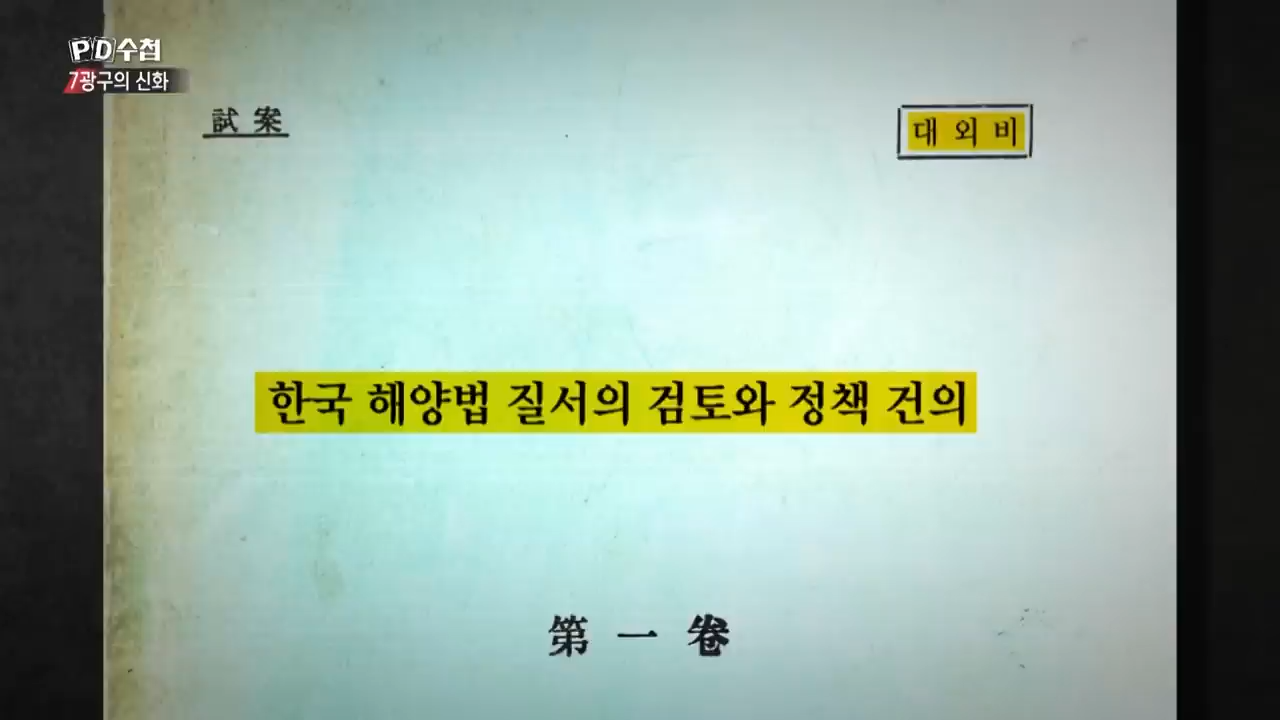 PD수첩
7광구의 신화
試案
대외비
한국 해양법 질서의 검토와 정책 건의
第一卷